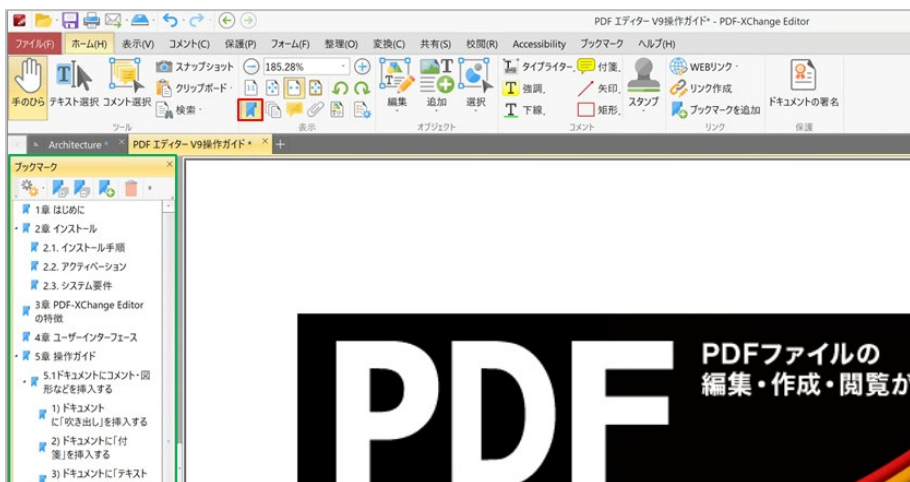 PDF エディター V9操作ガイド* - PDF-XChange Editor
ファイル(F) ホーム(H) 表示(V) コメント(C) 保護(P) フォーム(F) 整理(O) 変換(C) 共有(S) 校閲(R) Accessibility ブックマーク ヘルプ(H)
手のひら
テキスト選択
コメント選択
スナップショット
クリップボード
検索
ツール
185.28%
表示
編集
追加
選択
オブジェクト
タイプライター
強調
下線
付箋
矢印
矩形
スタンプ
コメント
WEBリンク
リンク作成
ブックマークを追加
リンク
ドキュメントの署名
保護
Architecture *
PDF エディター V9操作ガイド *
ブックマーク
1章 はじめに
2章 インストール
2.1. インストール手順
2.2. アクティベーション
2.3. システム要件
3章 PDF-XChange Editor
の特徴
4章 ユーザーインターフェース
5章 操作ガイド
5.1ドキュメントにコメント・図
形などを挿入する
1) ドキュメント
に「吹き出し」を挿入する
2) ドキュメントに「付
箋」を挿入する
3) ドキュメントに「テキスト
PDF
PDFファイルの
編集・作成・閲覧が